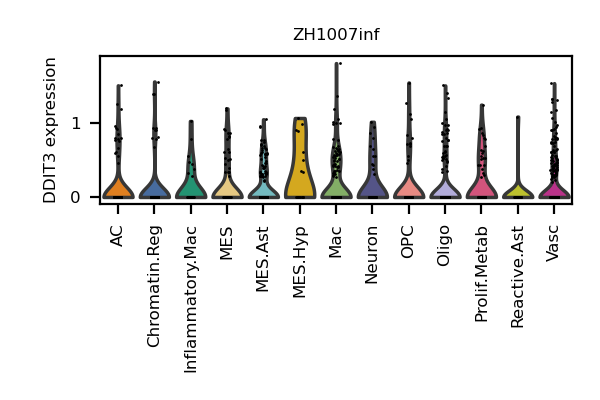 ZH1007inf
DDIT3 expression
1
0
AC
Chromatin.Reg
Inflammatory.Mac
MES
MES.Ast
MES.Hyp
Mac
Neuron
OPC
Oligo
Prolif.Metab
Reactive.Ast
Vasc